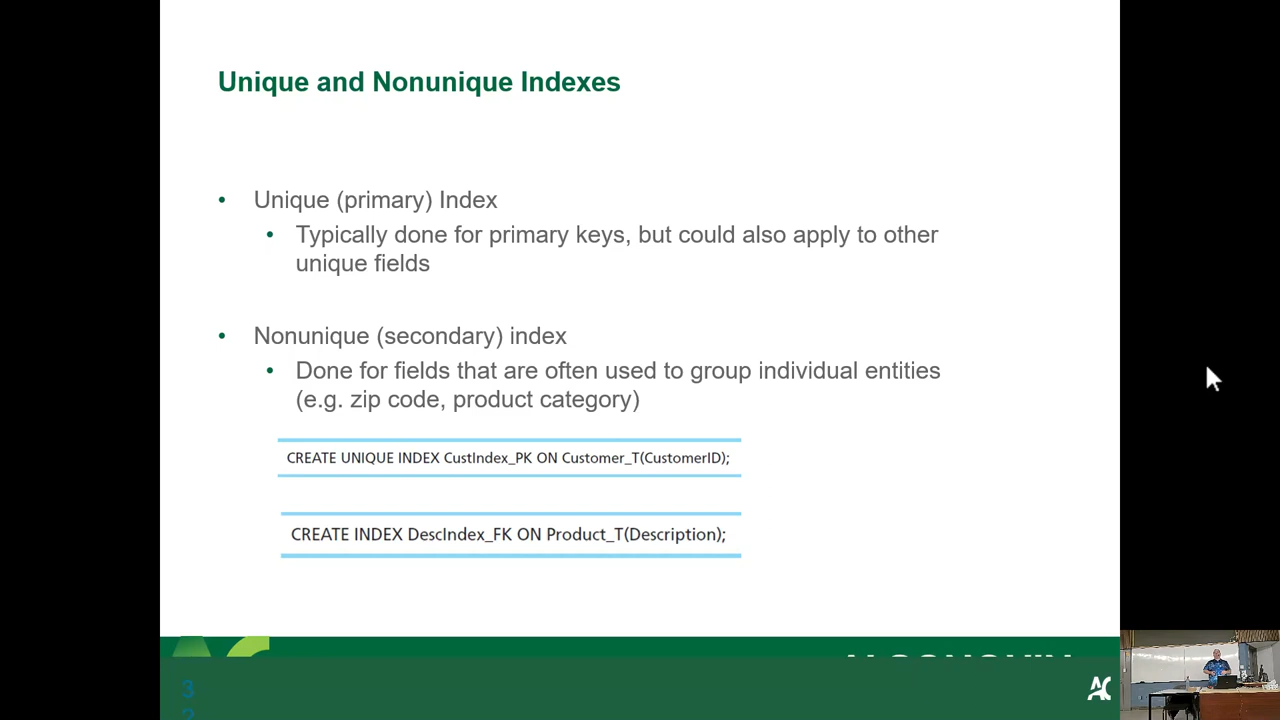 Unique and Nonunique Indexes
• Unique (primary) Index
• Typically done for primary keys, but could also apply to other
unique fields
• Nonunique (secondary) index
• Done for fields that are often used to group individual entities
(e.g. zip code, product category)
CREATE UNIQUE INDEX CustIndex_PK ON Customer_T(CustomerID);
CREATE INDEX DescIndex_FK ON Product_T(Description);
3
AC